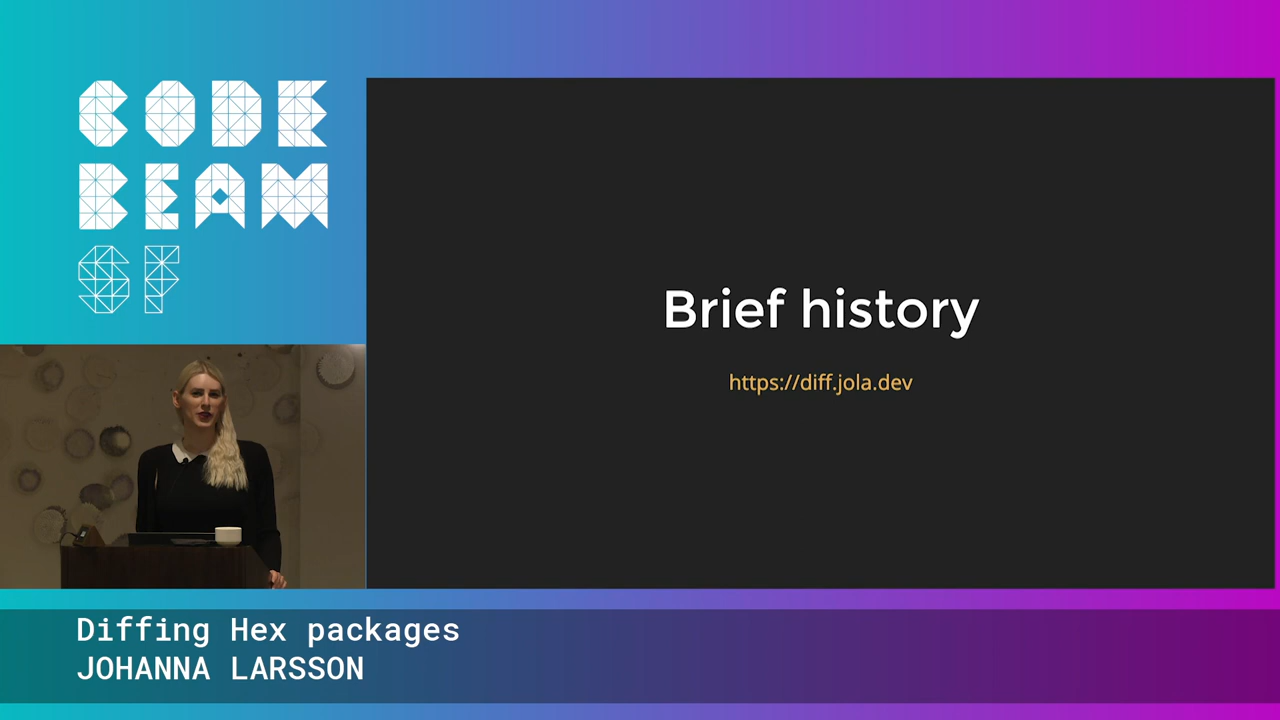 CODE
BEAM
SF
Brief history
https://diff.jola.dev
Diffing Hex packages
JOHANNA LARSSON